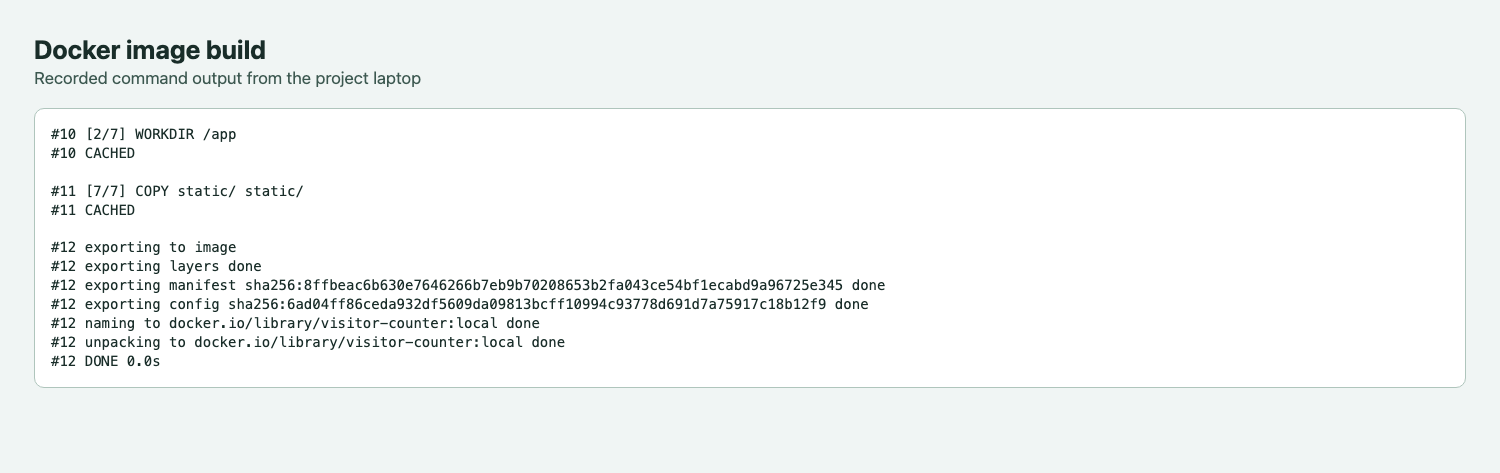 Docker image build
Recorded command output from the project laptop
#10 [2/7] WORKDIR /app
#10 CACHED
#11 [7/7] COPY static/ static/
#11 CACHED
#12 exporting to image
#12 exporting layers done
#12 exporting manifest sha256:8ffbeac6b630e7646266b7eb9b70208653b2fa043ce54bf1ecabd9a96725e345 done
#12 exporting config sha256:6ad04ff86ceda932df5609da09813bcff10994c93778d691d7a75917c18b12f9 done
#12 naming to docker.io/library/visitor-counter:local done
#12 unpacking to docker.io/library/visitor-counter:local done
#12 DONE 0.0s